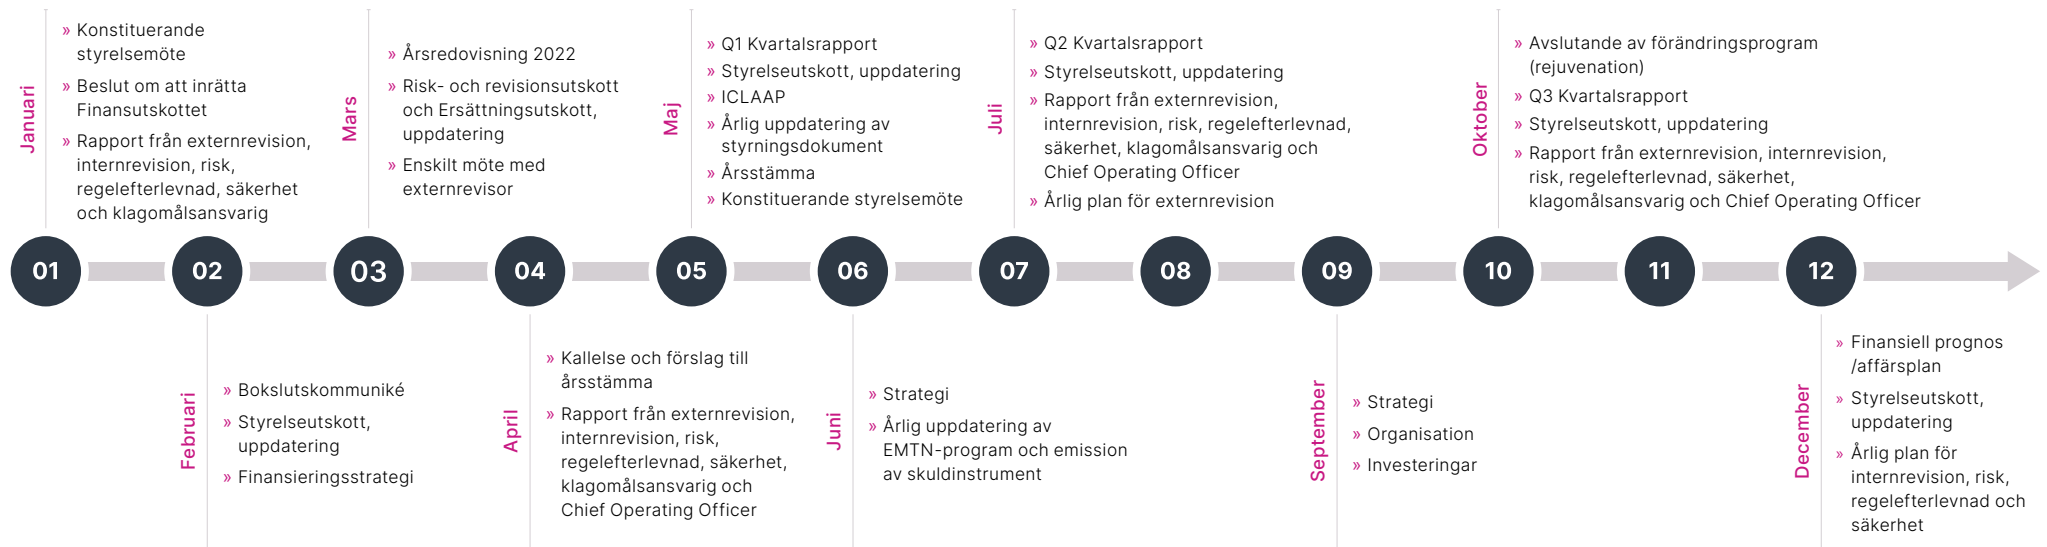 Januari
» Konstituerande
styrelsemöte
» Beslut om att inrätta
Finansutskottet
» Rapport från externrevision,
internrevision, risk,
regelefterlevnad, säkerhet
och klagomålsansvarig
Mars
» Årsredovisning 2022
» Risk- och revisionsutskott
och Ersättningsutskott,
uppdatering
» Enskilt möte med
externrevisor
Maj
» Q1 Kvartalsrapport
» Styrelseutskott, uppdatering
» ICLAAP
» Årlig uppdatering av
styrningsdokument
» Årsstämma
» Konstituerande styrelsemöte
Juli
» Q2 Kvartalsrapport
» Styrelseutskott, uppdatering
» Rapport från externrevision,
internrevision, risk, regelefterlevnad,
säkerhet, klagomålsansvarig och
Chief Operating Officer
» Årlig plan för externrevision
Oktober
» Avslutande av förändringsprogram
(rejuvenation)
» Q3 Kvartalsrapport
» Styrelseutskott, uppdatering
» Rapport från externrevision, internrevision,
risk, regelefterlevnad, säkerhet,
klagomålsansvarig och Chief Operating Officer
01 02 03 04 05 06 07 08 09 10 11 12
Februari
» Bokslutskommuniké
» Styrelseutskott,
uppdatering
» Finansieringsstrategi
April
» Kallelse och förslag till
årsstämma
» Rapport från externrevision,
internrevision, risk,
regelefterlevnad, säkerhet,
klagomålsansvarig och
Chief Operating Officer
Juni
» Strategi
» Årlig uppdatering av
EMTN-program och emission
av skuldinstrument
September
» Strategi
» Organisation
» Investeringar
December
» Finansiell prognos
/affärsplan
» Styrelseutskott,
uppdatering
» Årlig plan för
internrevision, risk,
regelefterlevnad och
säkerhet